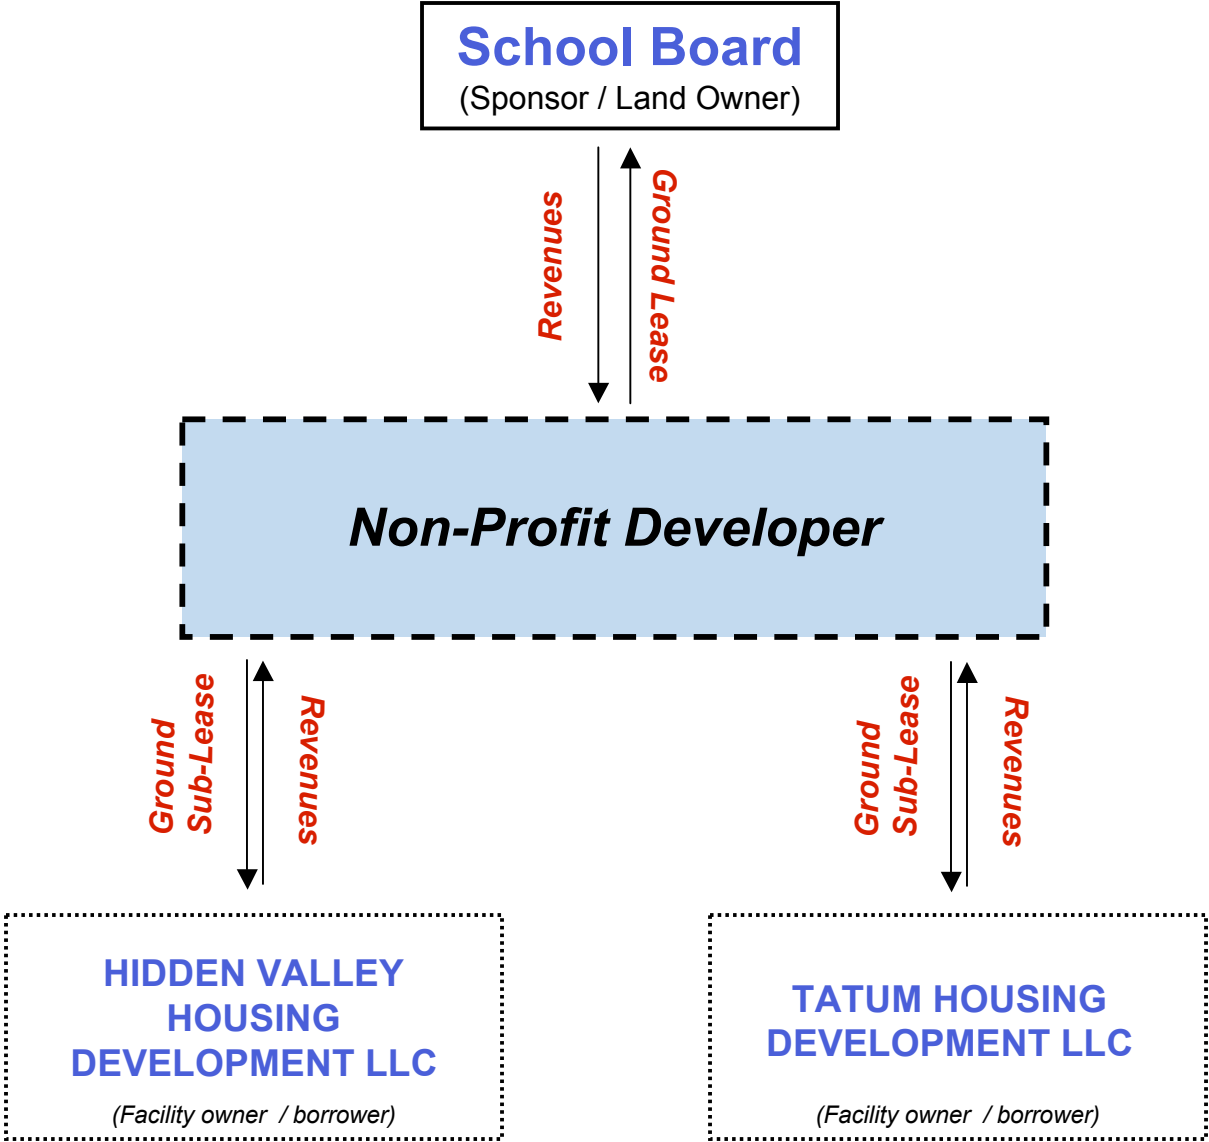 School Board
(Sponsor / Land Owner)
Revenues
Ground Lease
Non-Profit Developer
Ground
Sub-Lease
Revenues
Ground
Sub-Lease
Revenues
HIDDEN VALLEY
HOUSING
DEVELOPMENT LLC
(Facility owner / borrower)
TATUM HOUSING
DEVELOPMENT LLC
(Facility owner / borrower)